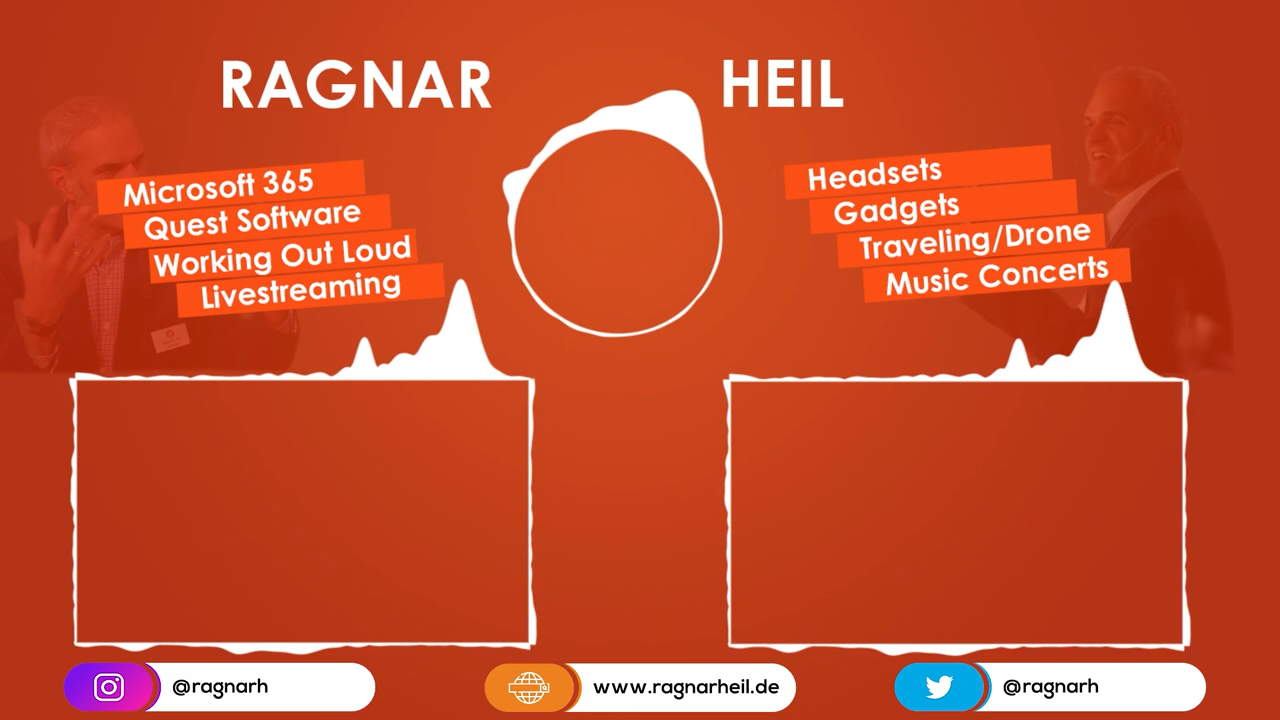 RAGNAR HEIL
Microsoft 365
Quest Software
Working Out Loud
Livestreaming
Headsets
Gadgets
Traveling/Drone
Music Concerts
@ragnarh
www.ragnarheil.de
@ragnarh